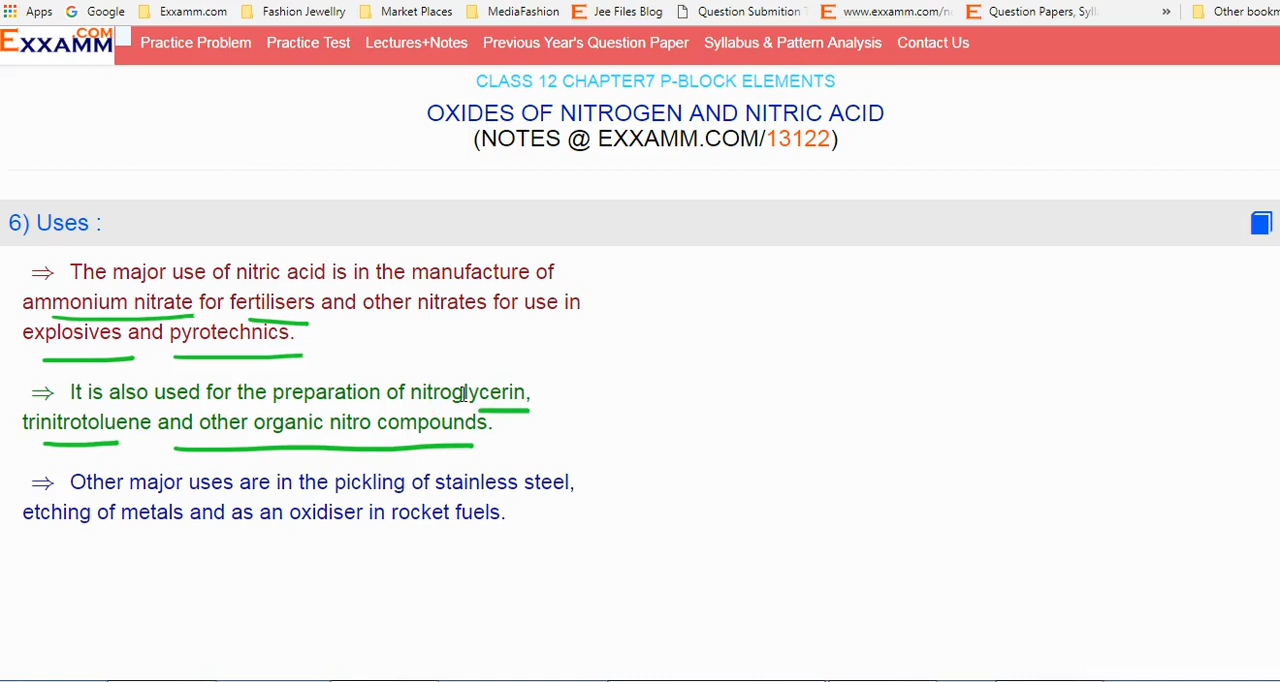 Apps Google Exxamm.com Fashion Jewellry Market Places MediaFashion Jee Files Blog Question Submition www.exxamm.com/n Question Papers, Syll » Other bookm
EXXAMM.COM Practice Problem Practice Test Lectures+Notes Previous Year's Question Paper Syllabus & Pattern Analysis Contact Us
CLASS 12 CHAPTER7 P-BLOCK ELEMENTS
OXIDES OF NITROGEN AND NITRIC ACID
(NOTES @ EXXAMM.COM/13122)
6) Uses :
⇒ The major use of nitric acid is in the manufacture of
ammonium nitrate for fertilisers and other nitrates for use in
explosives and pyrotechnics.
⇒ It is also used for the preparation of nitroglycerin,
trinitrotoluene and other organic nitro compounds.
⇒ Other major uses are in the pickling of stainless steel,
etching of metals and as an oxidiser in rocket fuels.